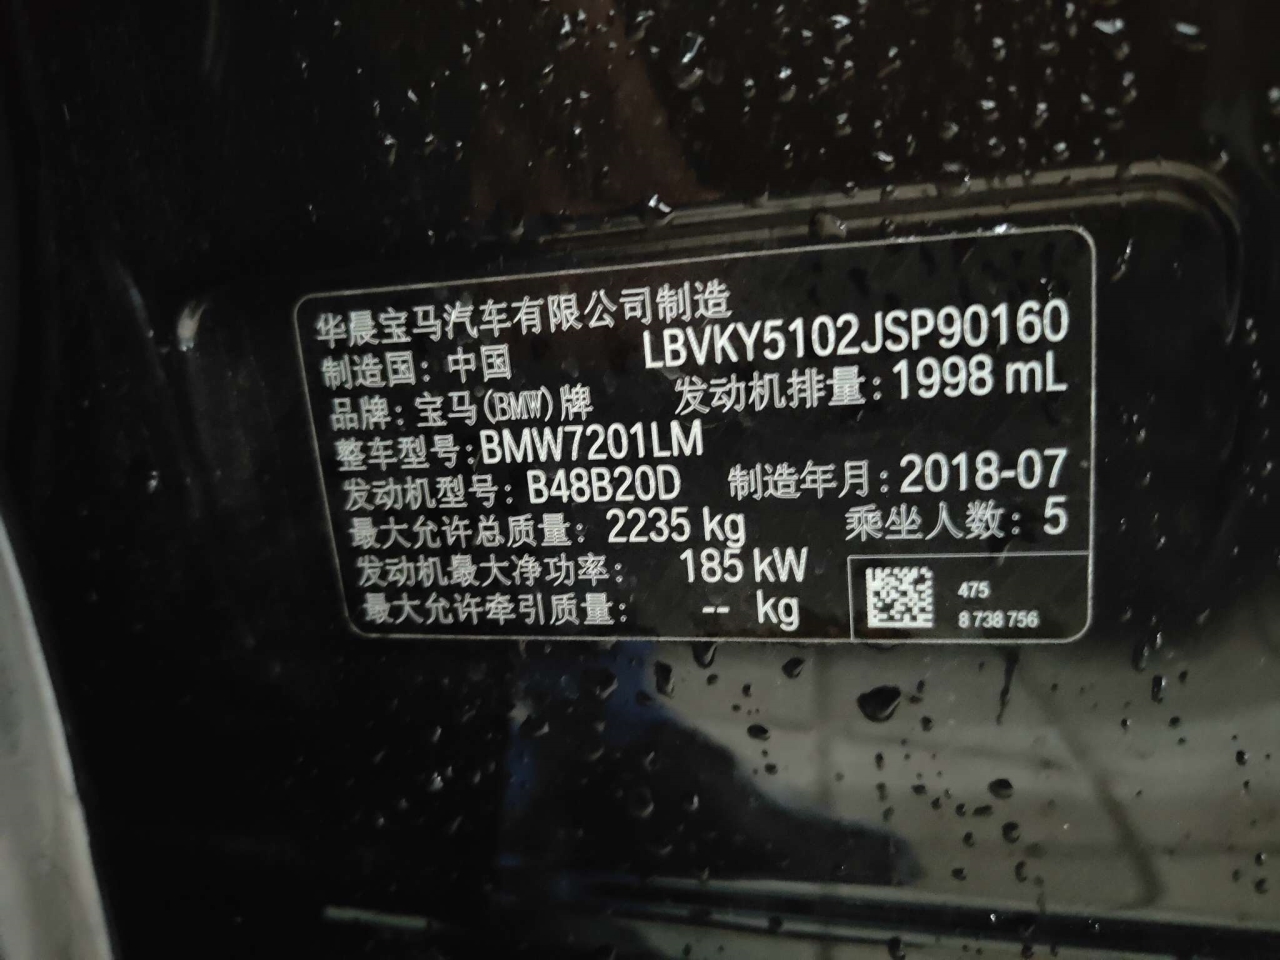 华晨宝马汽车有限公司制造
LBVKY5102JSP90160
制造国：中国
发动机排量：1998 mL
品牌：宝马(BMW)牌
整车型号:BMW7201LM
发动机型号：B48B20D 制造年月：2018-07
最大允许总质量：2235 kg 乘坐人数：5
发动机最大净功率： 185 kW
最大允许牵引质量： -- kg
475
8 738 756